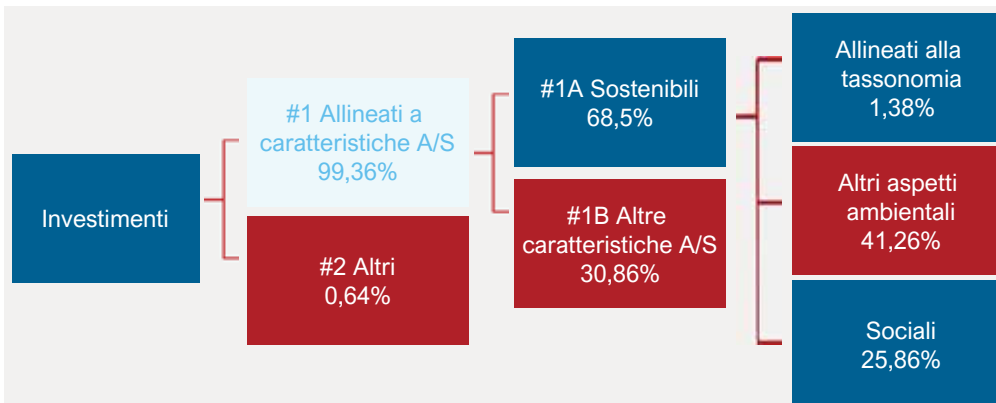 Investimenti
#1 Allineati a
caratteristiche A/S
99,36%
#2 Altri
0,64%
#1A Sostenibili
68,5%
#1B Altre
caratteristiche A/S
30,86%
Allineati alla
tassonomia
1,38%
Altri aspetti
ambientali
41,26%
Sociali
25,86%